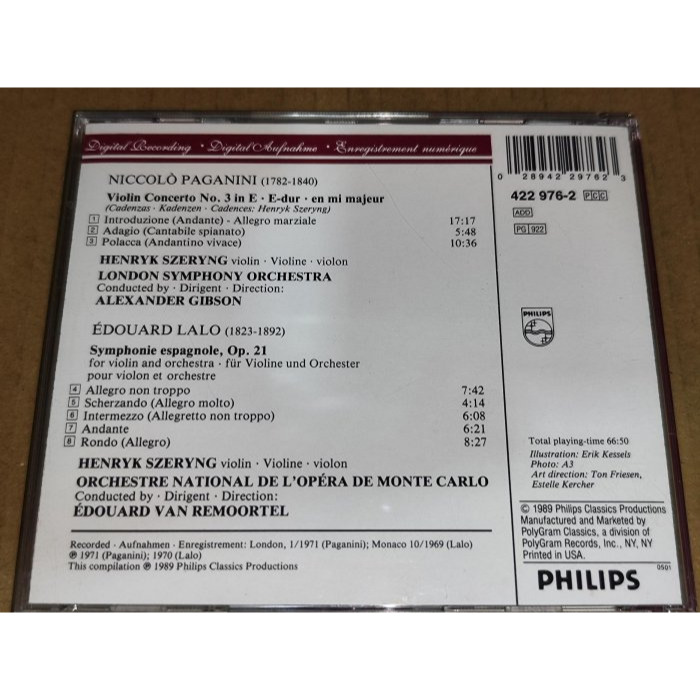 Digital Recording · Digital Aufnahme · Enregistrement numérique
NICCOLÒ PAGANINI (1782-1840)
Violin Concerto No. 3 in E · E-dur · en mi majeur
(Cadenzas · Kadenzen · Cadences: Henryk Szeryng)
1 Introduzione (Andante) - Allegro marziale 17:17
2 Adagio (Cantabile spianato) 5:48
3 Polacca (Andantino vivace) 10:36
HENRYK SZERYNG violin · Violine · violon
LONDON SYMPHONY ORCHESTRA
Conducted by · Dirigent · Direction:
ALEXANDER GIBSON
ÉDOUARD LALO (1823-1892)
Symphonie espagnole, Op. 21
for violin and orchestra · für Violine und Orchester
pour violon et orchestre
4 Allegro non troppo 7:42
5 Scherzando (Allegro molto) 4:14
6 Intermezzo (Allegretto non troppo) 6:08
7 Andante 6:21
8 Rondo (Allegro) 8:27
HENRYK SZERYNG violin · Violine · violon
ORCHESTRE NATIONAL DE L'OPÉRA DE MONTE CARLO
Conducted by · Dirigent · Direction:
ÉDOUARD VAN REMOORTEL
Recorded · Aufnahmen · Enregistrement: London, 1/1971 (Paganini); Monaco 10/1969 (Lalo)
℗ 1971 (Paganini); 1970 (Lalo)
This compilation ℗ 1989 Philips Classics Productions
0 28942 29762 3
422 976-2 PCC
ADD
PG 922
PHILIPS
Total playing-time 66:50
Illustration: Erik Kessels
Photo: A3
Art direction: Ton Friesen,
Estelle Kercher
© 1989 Philips Classics Productions
Manufactured and Marketed by
PolyGram Classics, a division of
PolyGram Records, Inc., NY, NY
Printed in USA.
0501
PHILIPS